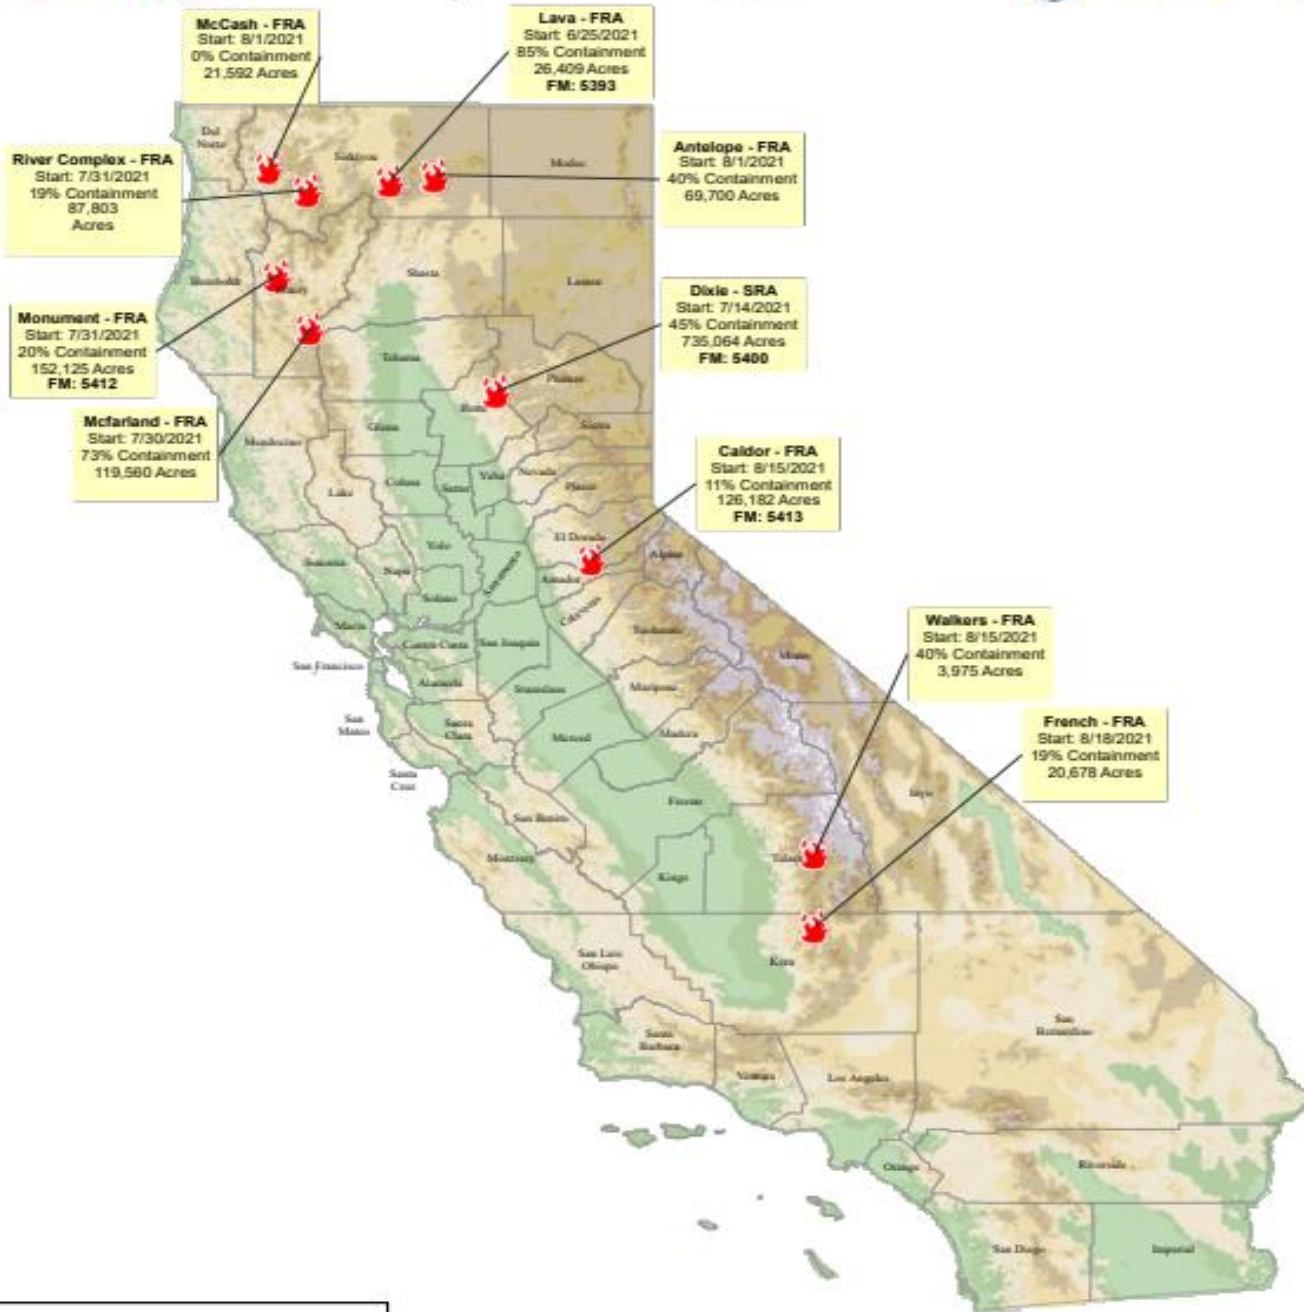 McCash - FRA
Start: 8/1/2021
0% Containment
21,592 Acres
Lava - FRA
Start: 6/25/2021
85% Containment
26,409 Acres
FM: 5393
River Complex - FRA
Start: 7/31/2021
19% Containment
87,803
Acres
Antelope - FRA
Start: 8/1/2021
40% Containment
69,700 Acres
Monument - FRA
Start: 7/31/2021
20% Containment
152,125 Acres
FM: 5412
Dixie - SRA
Start: 7/14/2021
45% Containment
735,064 Acres
FM: 5400
Mcfarland - FRA
Start: 7/30/2021
73% Containment
119,560 Acres
Caldor - FRA
Start: 8/15/2021
11% Containment
126,182 Acres
FM: 5413
Walkers - FRA
Start: 8/15/2021
40% Containment
3,975 Acres
French - FRA
Start: 8/18/2021
19% Containment
20,678 Acres
Del
Norte
Siskiyou
Modoc
Humboldt
Shasta
Lassen
Tehama
Plumas
Glenn
Sierra
Mendocino
Nevada
Yuba
Colusa
Sutter
Placer
Lake
El Dorado
Yolo
Sonoma
Napa
Sacramento
Alpine
Amador
Solano
Calaveras
Marin
Contra Costa
San Joaquin
Tuolumne
Mono
San Francisco
Alameda
Stanislaus
Mariposa
San
Mateo
Santa
Clara
Merced
Madera
Santa
Cruz
Fresno
Inyo
San Benito
Monterey
Kings
San Luis
Obispo
Kern
San
Bernardino
Santa
Barbara
Ventura
Los Angeles
Orange
Riverside
San Diego
Imperial